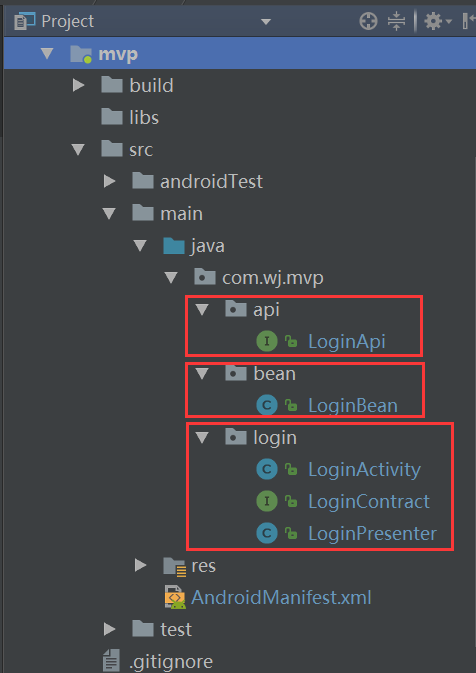 Project
mvp
build
libs
src
androidTest
main
java
com.wj.mvp
api
I LoginApi
bean
C LoginBean
login
C LoginActivity
I LoginContract
C LoginPresenter
res
<> AndroidManifest.xml
test
.gitignore